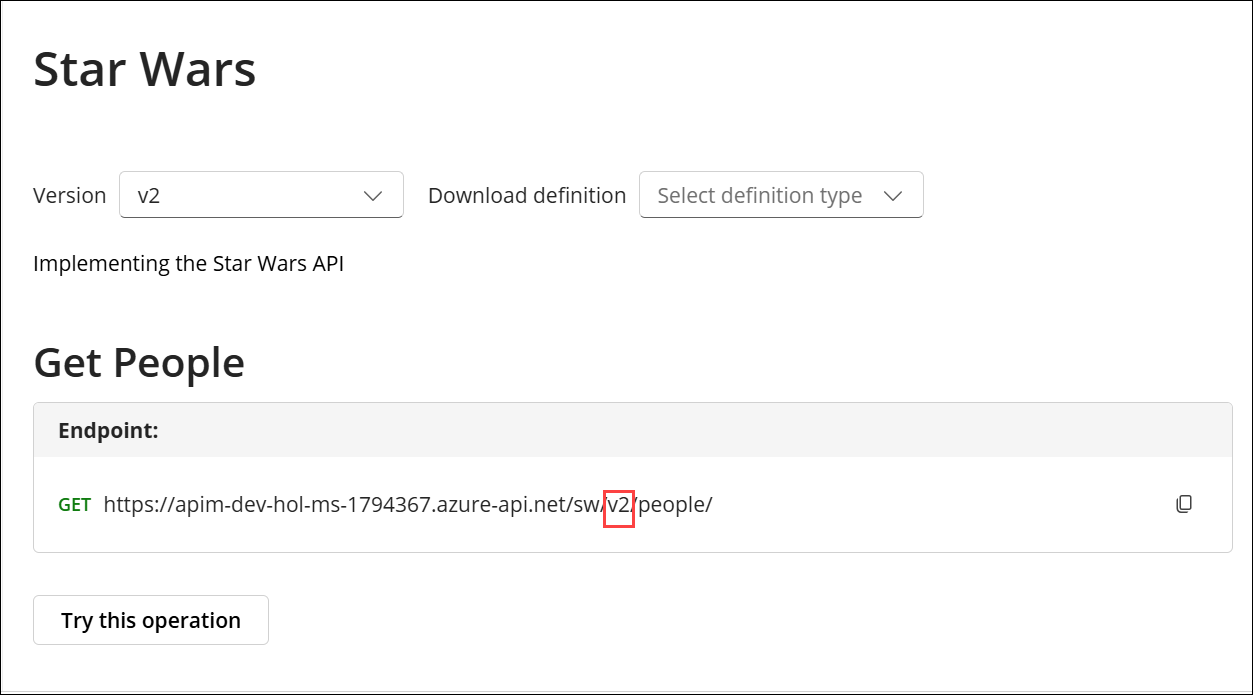 Star Wars
Version v2 Download definition Select definition type
Implementing the Star Wars API
Get People
Endpoint:
GET https://apim-dev-hol-ms-1794367.azure-api.net/sw/v2/people/
Try this operation